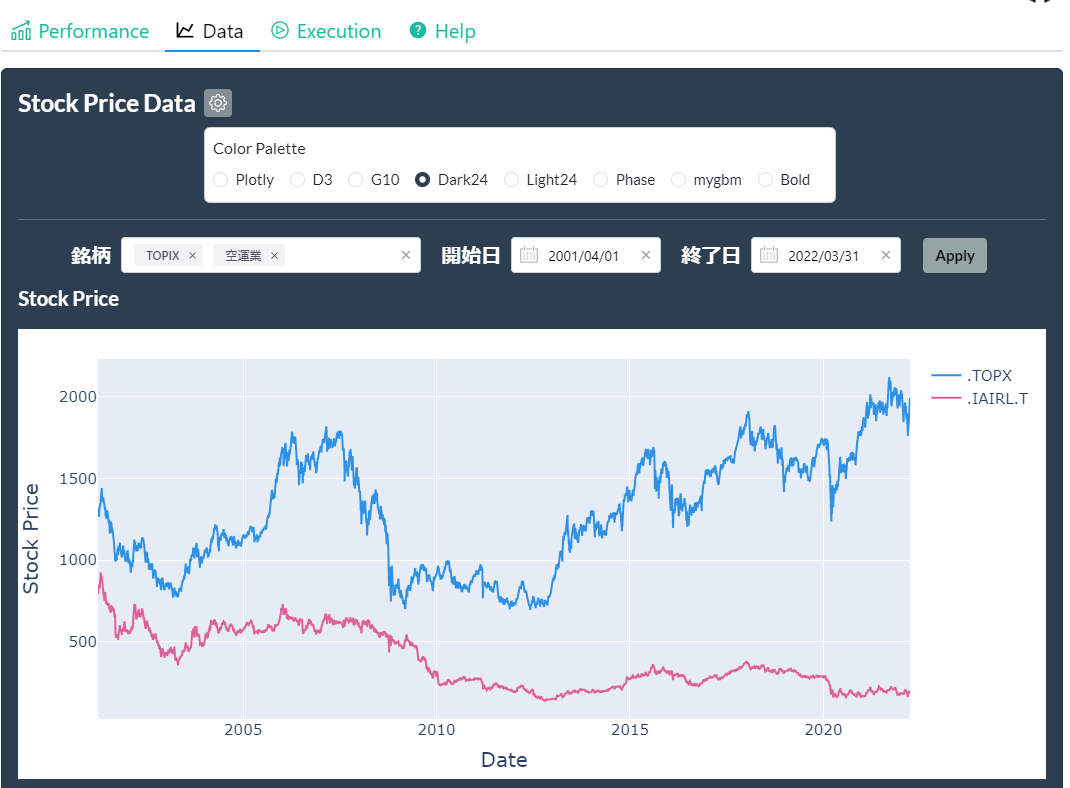 Performance Data Execution Help
Stock Price Data
Color Palette
Plotly D3 G10 Dark24 Light24 Phase mygbm Bold
銘柄 TOPIX × 空運業 × × 開始日 2001/04/01 × 終了日 2022/03/31 × Apply
Stock Price
2000
1500
1000
500
Stock Price
2005 2010 2015 2020
Date
.TOPX
.IAIRL.T